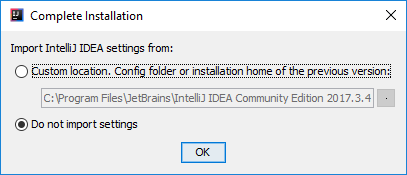 Complete Installation
Import IntelliJ IDEA settings from:
Custom location. Config folder or installation home of the previous version:
C:\Program Files\JetBrains\IntelliJ IDEA Community Edition 2017.3.4
.
Do not import settings
OK